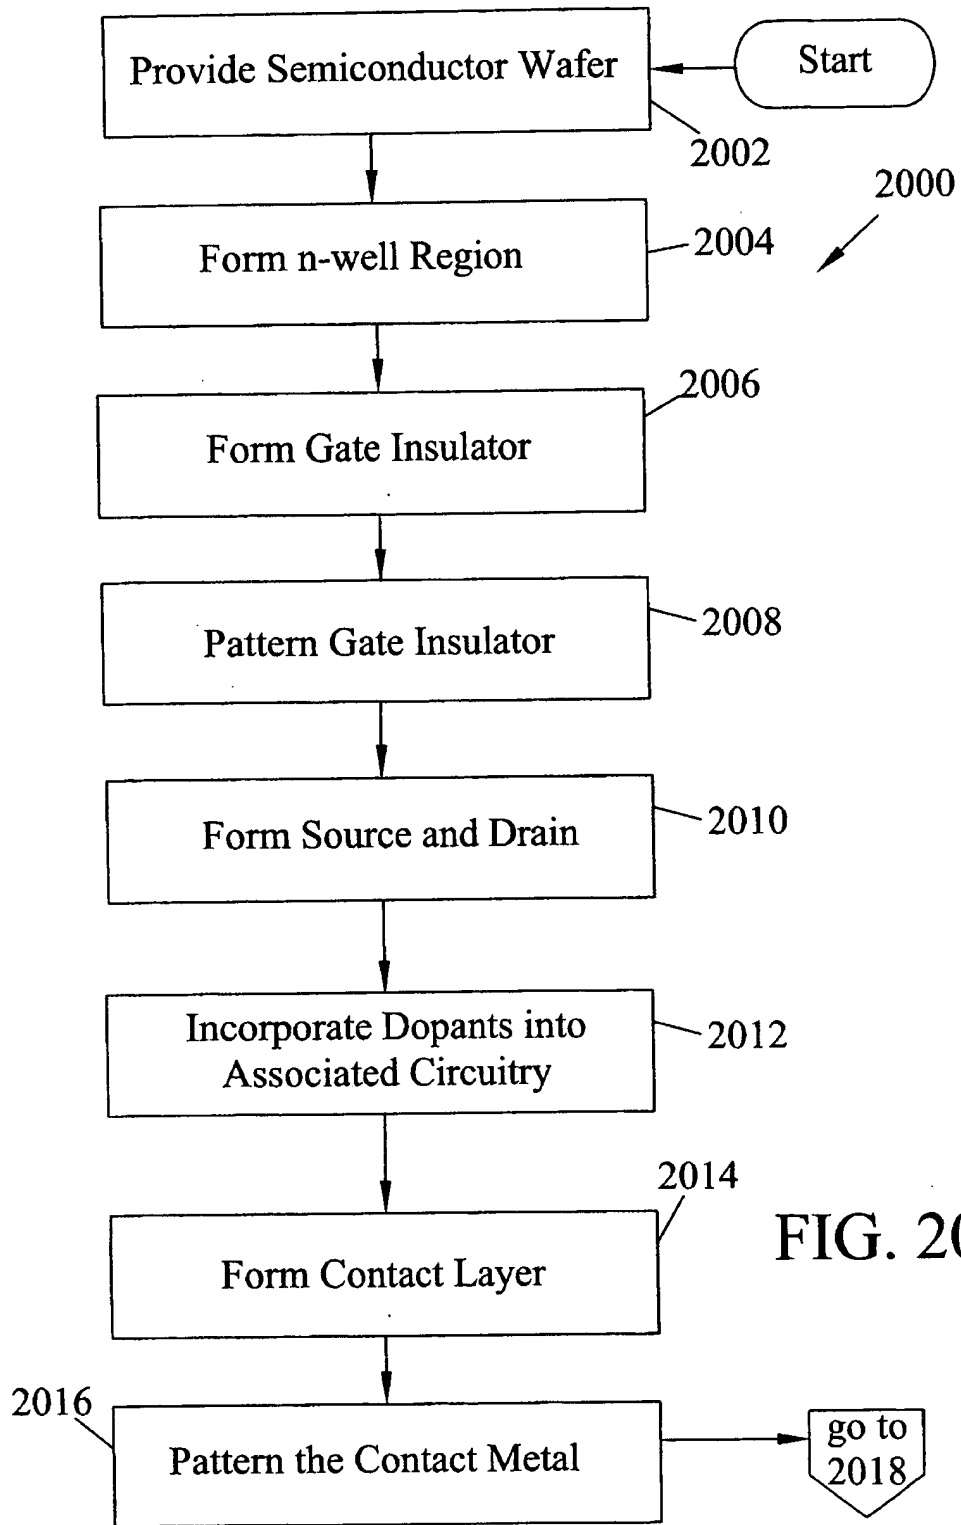 Start
Provide Semiconductor Wafer
2002
2000
Form n-well Region
2004
Form Gate Insulator
2006
Pattern Gate Insulator
2008
Form Source and Drain
2010
Incorporate Dopants into
Associated Circuitry
2012
Form Contact Layer
2014
FIG. 20
Pattern the Contact Metal
2016
go to
2018